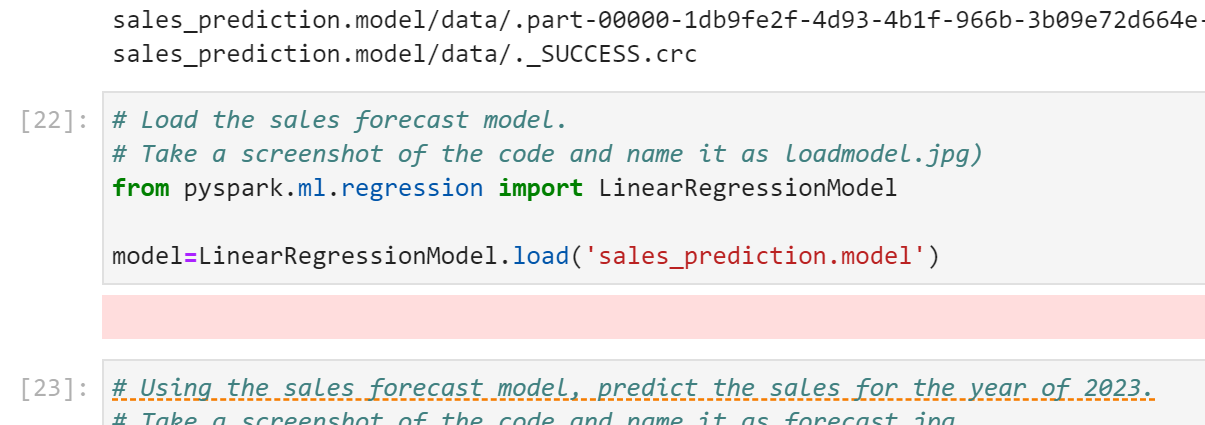 sales_prediction.model/data/.part-00000-1db9fe2f-4d93-4b1f-966b-3b09e72d664e-
sales_prediction.model/data/._SUCCESS.crc
[22]:
# Load the sales forecast model.
# Take a screenshot of the code and name it as loadmodel.jpg)
from pyspark.ml.regression import LinearRegressionModel
model=LinearRegressionModel.load('sales_prediction.model')
[23]:
# Using the sales forecast model, predict the sales for the year of 2023.
# Take a screenshot of the code and name it as forecast.jpg